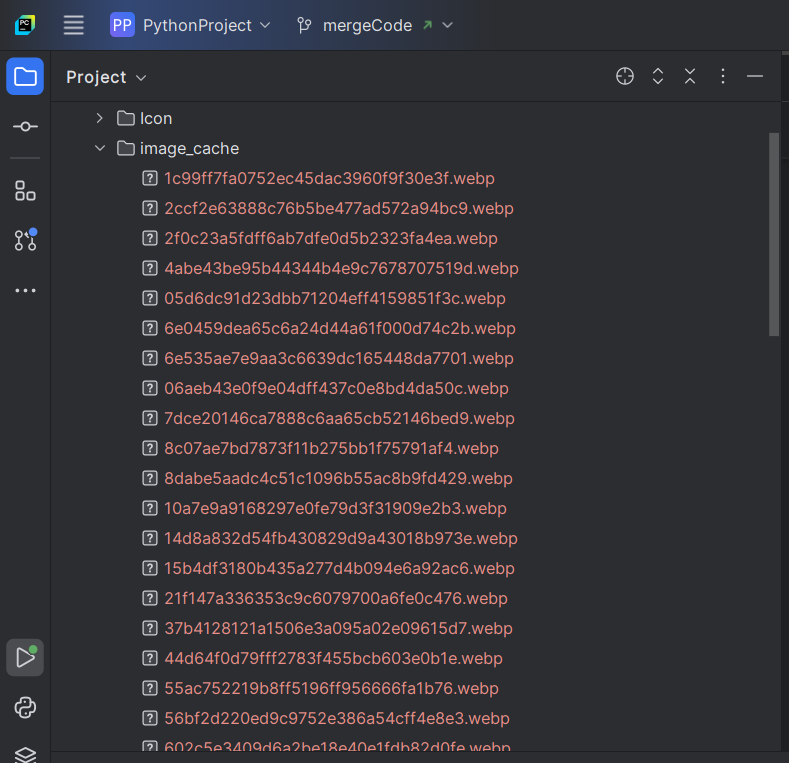 PC
PP PythonProject mergeCode
Project
Icon
image_cache
1c99ff7fa0752ec45dac3960f9f30e3f.webp
2ccf2e63888c76b5be477ad572a94bc9.webp
2f0c23a5fdff6ab7dfe0d5b2323fa4ea.webp
4abe43be95b44344b4e9c7678707519d.webp
05d6dc91d23dbb71204eff4159851f3c.webp
6e0459dea65c6a24d44a61f000d74c2b.webp
6e535ae7e9aa3c6639dc165448da7701.webp
06aeb43e0f9e04dff437c0e8bd4da50c.webp
7dce20146ca7888c6aa65cb52146bed9.webp
8c07ae7bd7873f11b275bb1f75791af4.webp
8dabe5aadc4c51c1096b55ac8b9fd429.webp
10a7e9a9168297e0fe79d3f31909e2b3.webp
14d8a832d54fb430829d9a43018b973e.webp
15b4df3180b435a277d4b094e6a92ac6.webp
21f147a336353c9c6079700a6fe0c476.webp
37b4128121a1506e3a095a02e09615d7.webp
44d64f0d79fff2783f455bcb603e0b1e.webp
55ac752219b8ff5196ff956666fa1b76.webp
56bf2d220ed9c9752e386a54cff4e8e3.webp
602c5e3409d6a2be18e40e1fdb82d0fe.webp